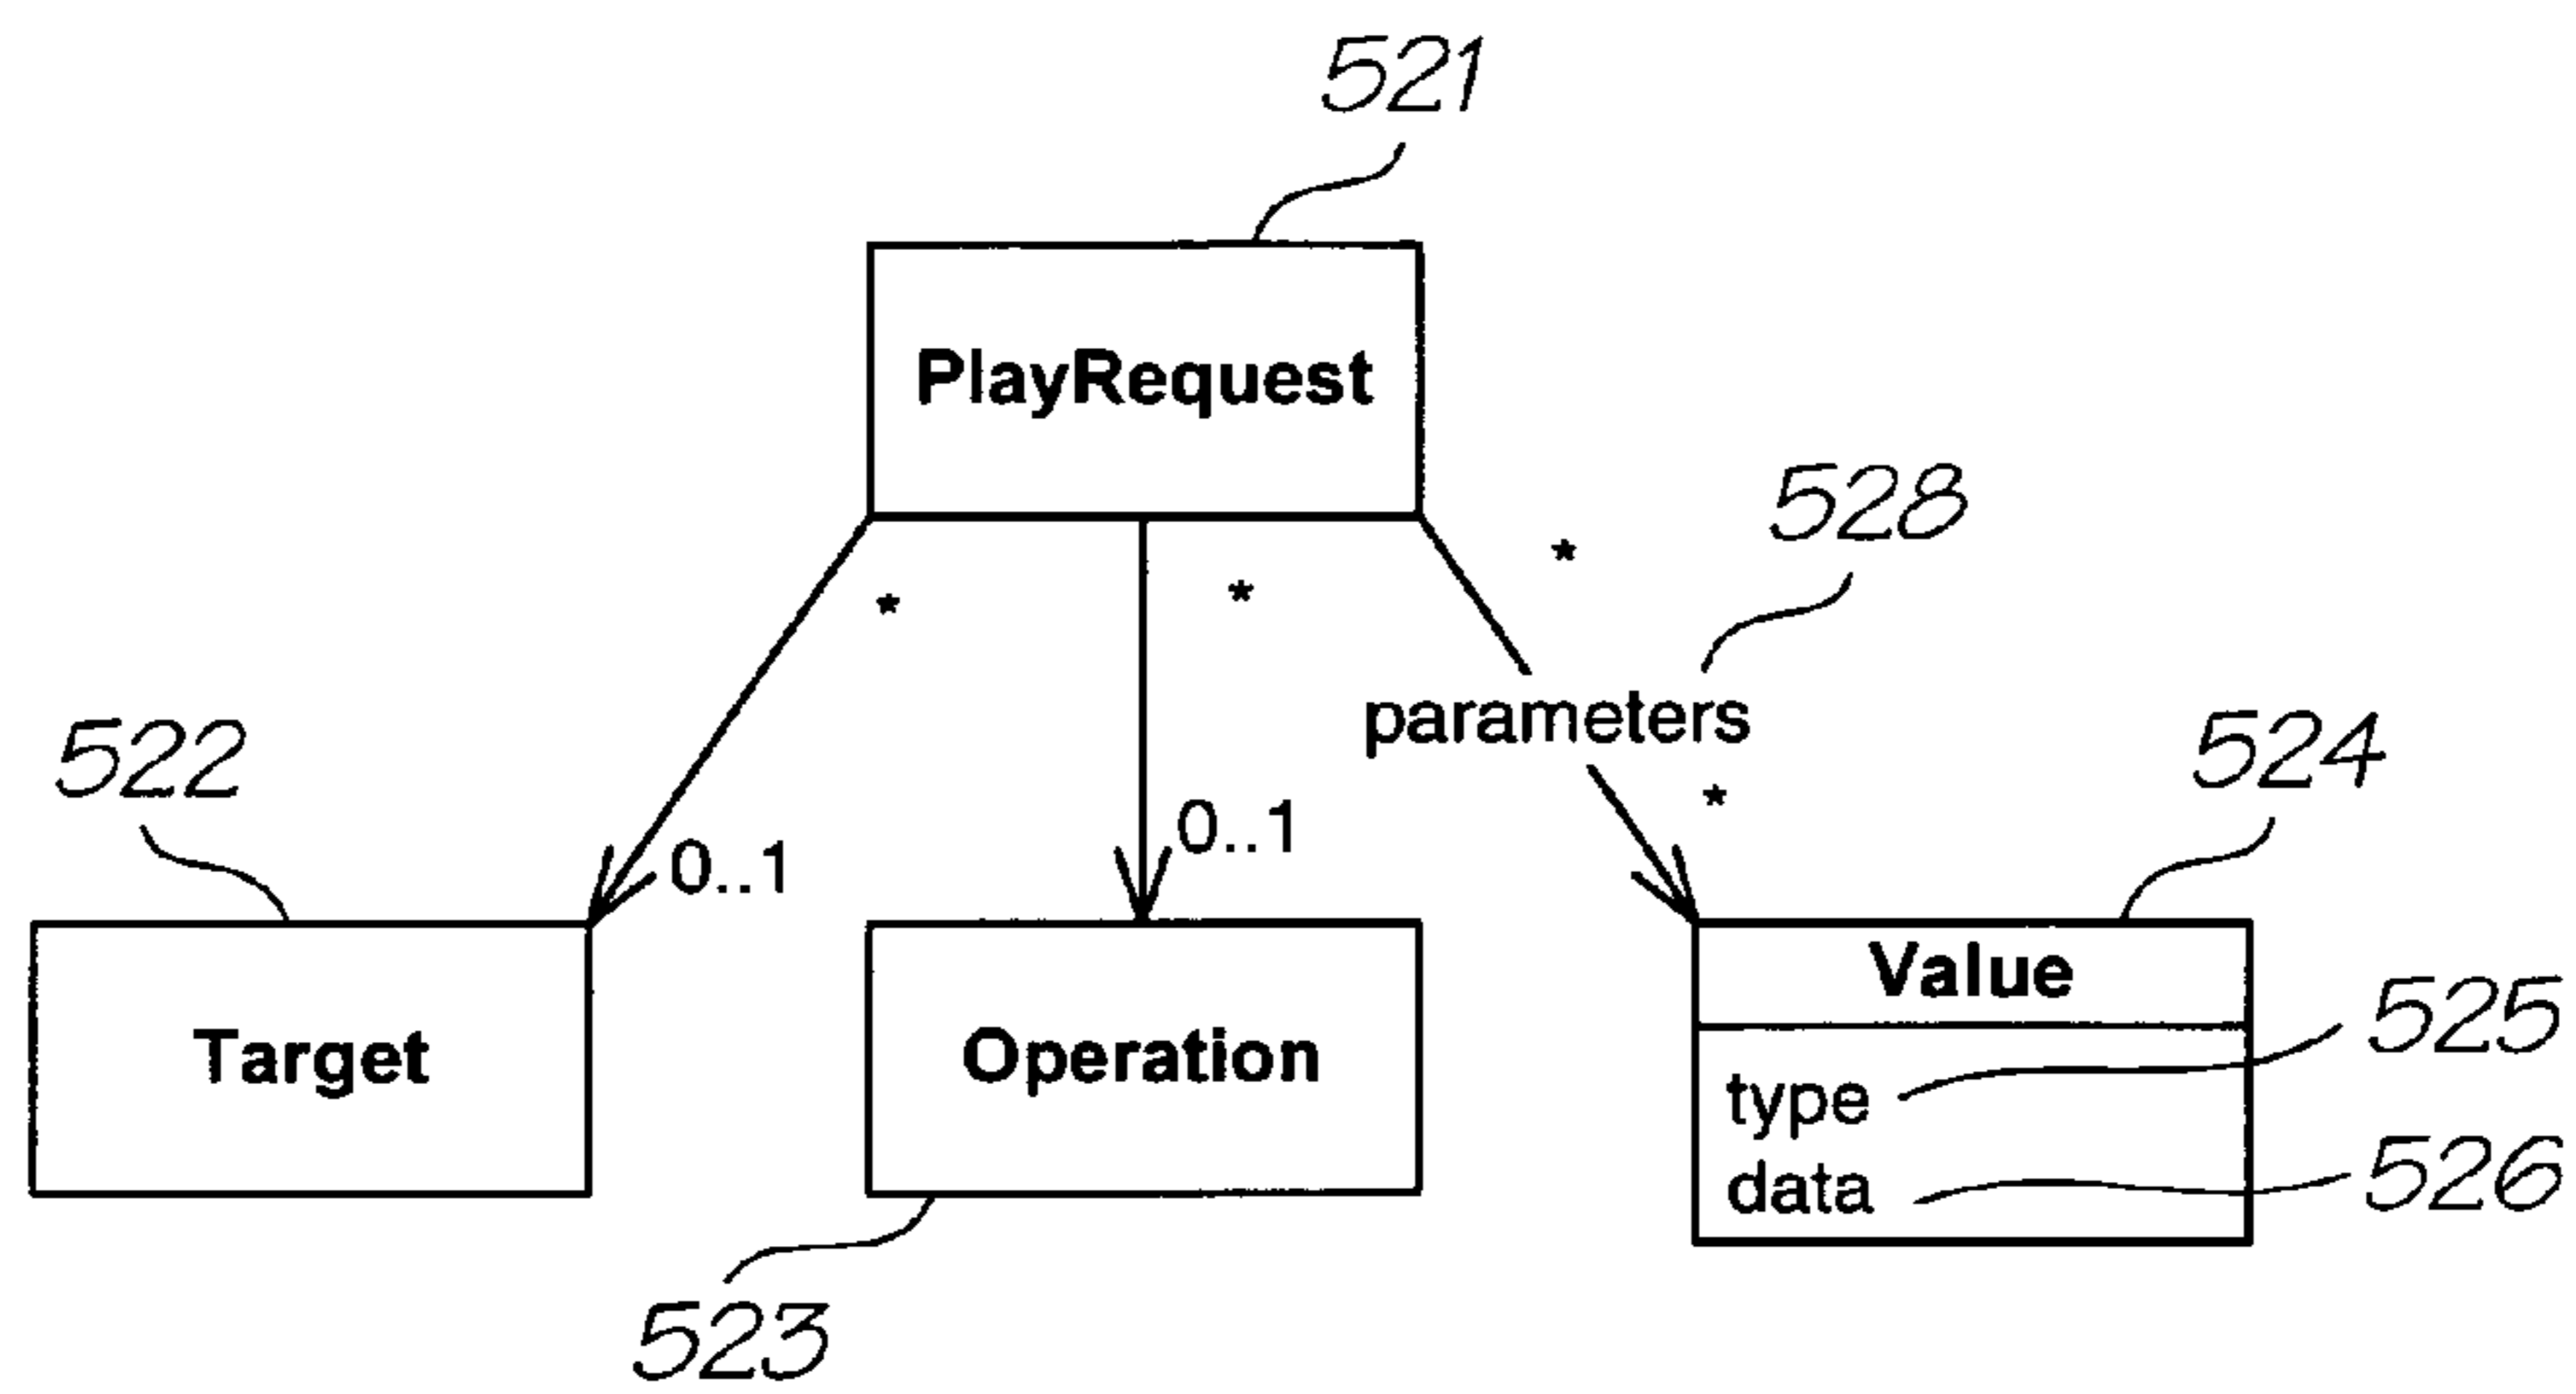 521
PlayRequest
528
*
*
*
parameters
522
524
*
0..1
0..1
Value
Target
Operation
type
525
data
526
523